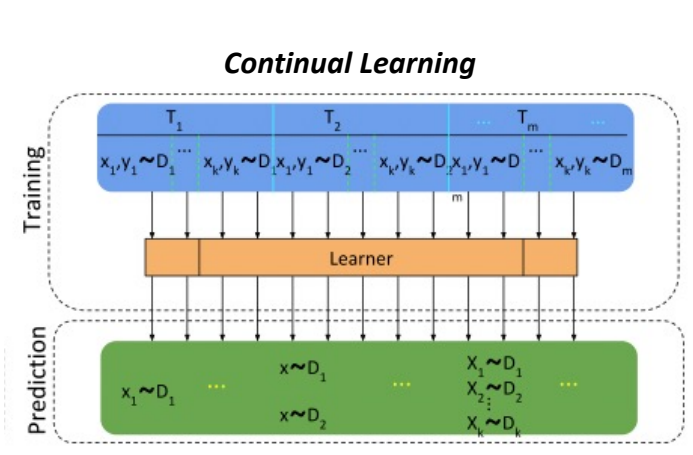 Continual Learning
Training
T1 T2 ... Tm ...
x1,y1~D1 ... xk,yk~D1 x1,y1~D2 ... xk,yk~D2 x1,y1~D ... xk,yk~Dm
m
Learner
Prediction
x1~D1 ... x~D1 ... X1~D1 ...
X2~D2
x~D2 ⋮
Xk~Dk